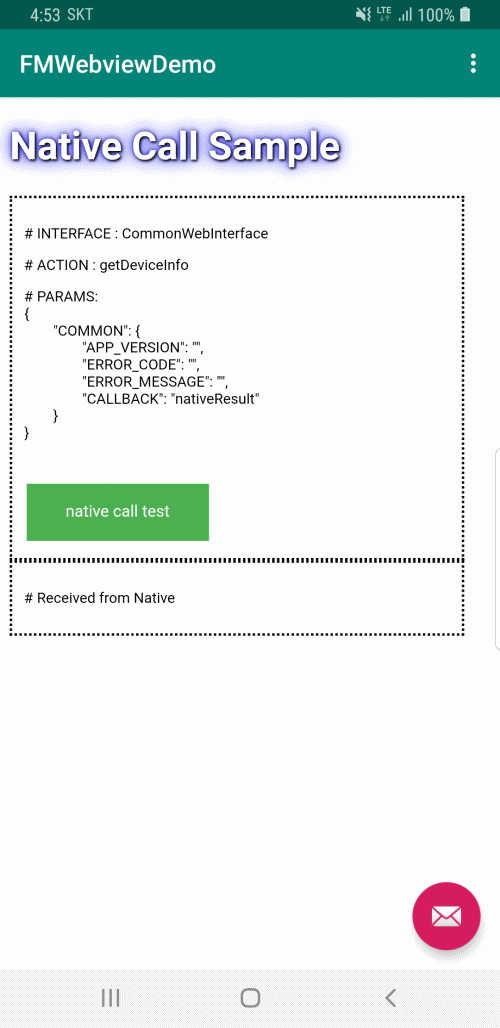 4:53 SKT LTE 100%
FMWebviewDemo
Native Call Sample
# INTERFACE : CommonWebInterface
# ACTION : getDeviceInfo
# PARAMS:
{
"COMMON": {
"APP_VERSION": "",
"ERROR_CODE": "",
"ERROR_MESSAGE": "",
"CALLBACK": "nativeResult"
}
}
native call test
# Received from Native